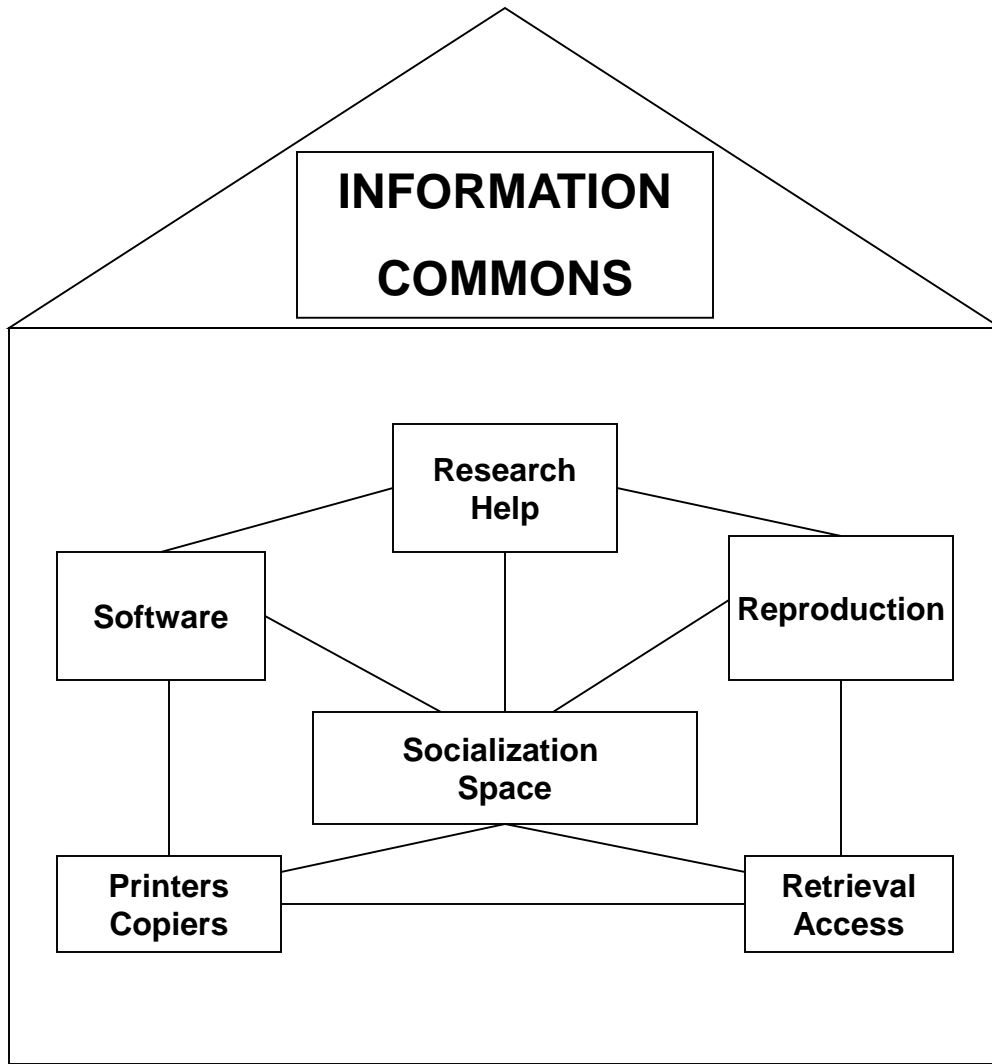 INFORMATION
COMMONS
Research
Help
Software
Reproduction
Socialization
Space
Printers
Copiers
Retrieval
Access